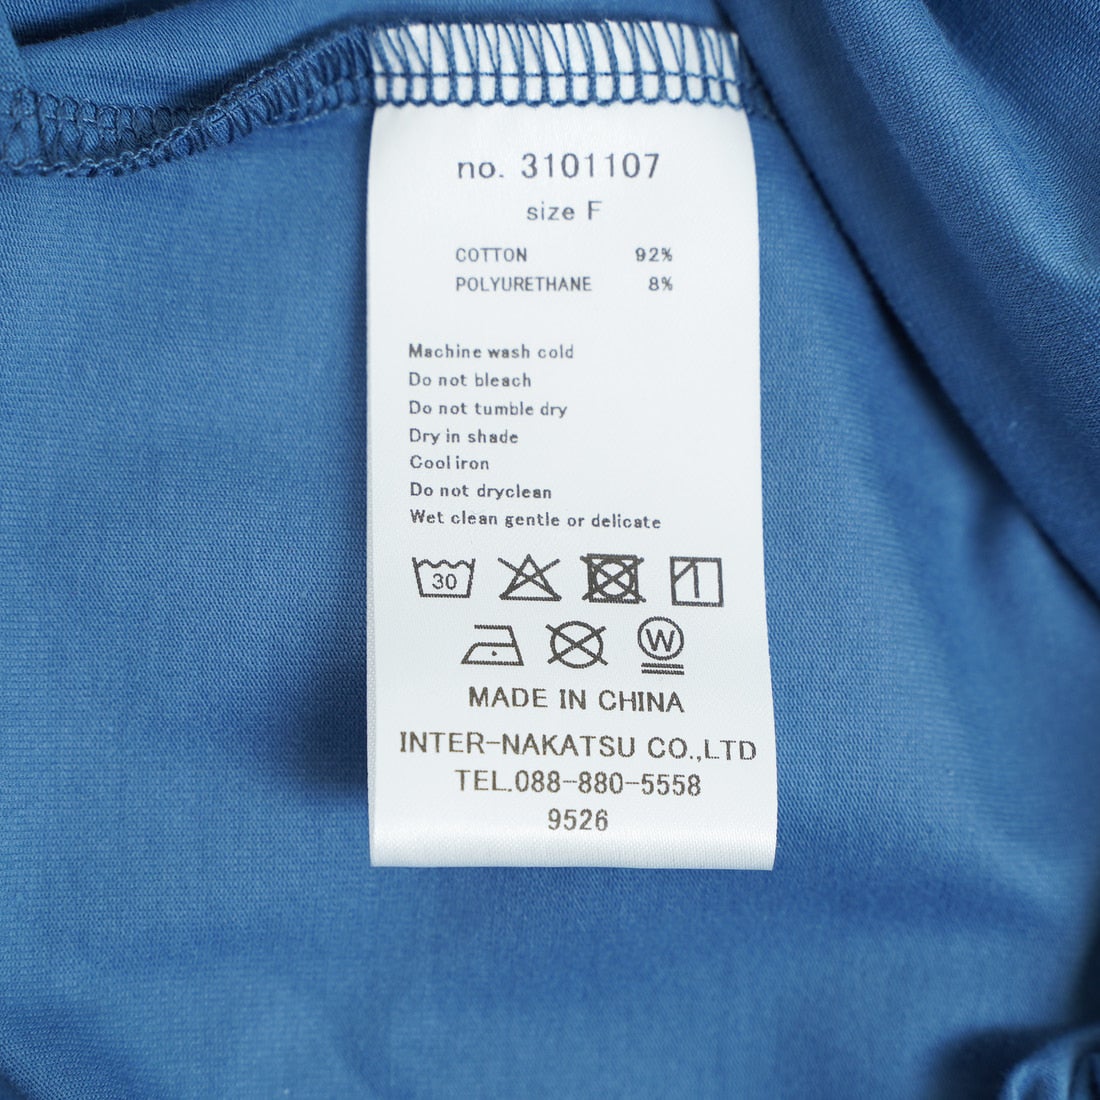 no. 3101107
size F
COTTON 92%
POLYURETHANE 8%
Machine wash cold
Do not bleach
Do not tumble dry
Dry in shade
Cool iron
Do not dryclean
Wet clean gentle or delicate
30
W
MADE IN CHINA
INTER-NAKATSU CO.,LTD
TEL.088-880-5558
9526